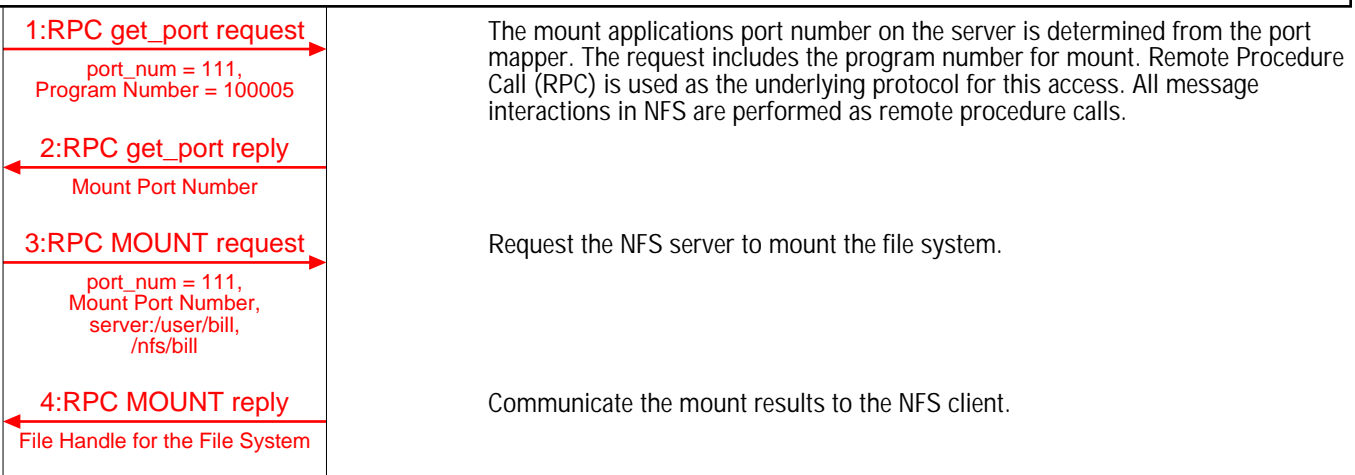 1:RPC get_port request
port_num = 111,
Program Number = 100005
The mount applications port number on the server is determined from the port
mapper. The request includes the program number for mount. Remote Procedure
Call (RPC) is used as the underlying protocol for this access. All message
interactions in NFS are performed as remote procedure calls.
2:RPC get_port reply
Mount Port Number
3:RPC MOUNT request
port_num = 111,
Mount Port Number,
server:/user/bill,
/nfs/bill
Request the NFS server to mount the file system.
4:RPC MOUNT reply
File Handle for the File System
Communicate the mount results to the NFS client.